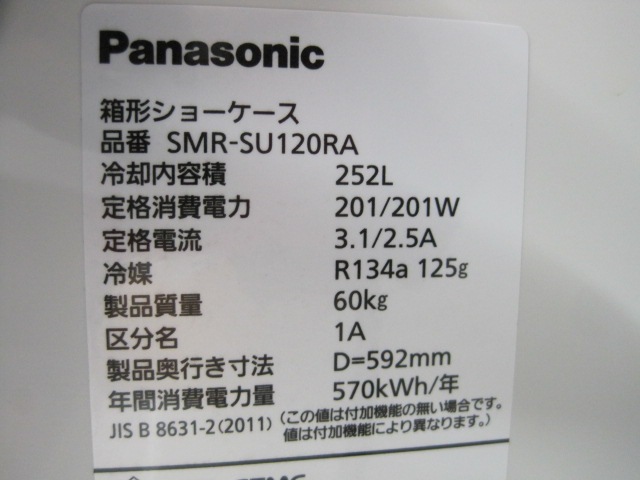 Panasonic
箱形ショーケース
品番 SMR-SU120RA
冷却内容積 252L
定格消費電力 201/201W
定格電流 3.1/2.5A
冷媒 R134a 125g
製品質量 60kg
区分名 1A
製品奥行き寸法 D=592mm
年間消費電力量 570kWh/年
JIS B 8631-2(2011) (この値は付加機能の無い場合です。
値は付加機能により異なります。)